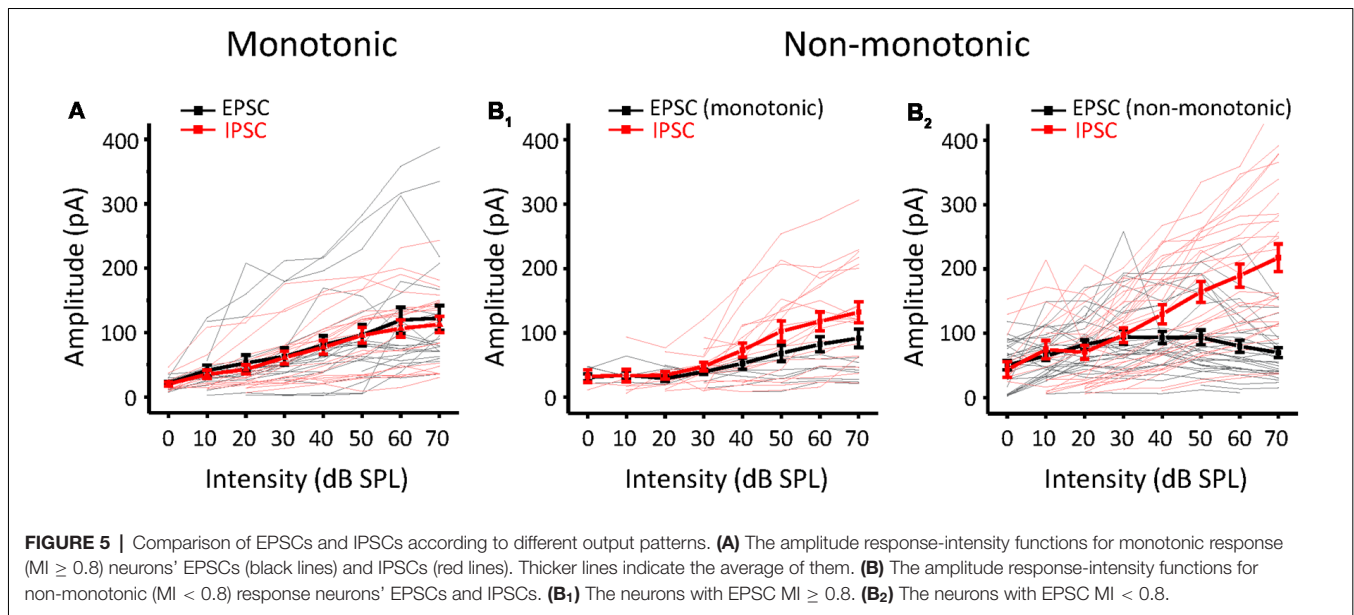 Monotonic
Non-monotonic
A
EPSC
IPSC
400
300
200
100
0
Amplitude (pA)
0 10 20 30 40 50 60 70
Intensity (dB SPL)
B1
EPSC (monotonic)
IPSC
400
300
200
100
0
Amplitude (pA)
0 10 20 30 40 50 60 70
Intensity (dB SPL)
B2
EPSC (non-monotonic)
IPSC
400
300
200
100
0
Amplitude (pA)
0 10 20 30 40 50 60 70
Intensity (dB SPL)
FIGURE 5 | Comparison of EPSCs and IPSCs according to different output patterns. (A) The amplitude response-intensity functions for monotonic response
(MI ≥ 0.8) neurons’ EPSCs (black lines) and IPSCs (red lines). Thicker lines indicate the average of them. (B) The amplitude response-intensity functions for
non-monotonic (MI < 0.8) response neurons’ EPSCs and IPSCs. (B1) The neurons with EPSC MI ≥ 0.8. (B2) The neurons with EPSC MI < 0.8.